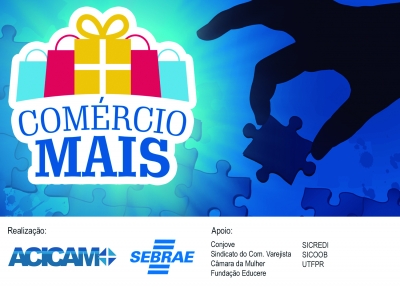 COMÉRCIO
MAIS
Realização:
ACICAM
SEBRAE
Apoio:
Conjove
Sindicato do Com. Varejista
Câmara da Mulher
Fundação Educere
SICREDI
SICOOB
UTFPR